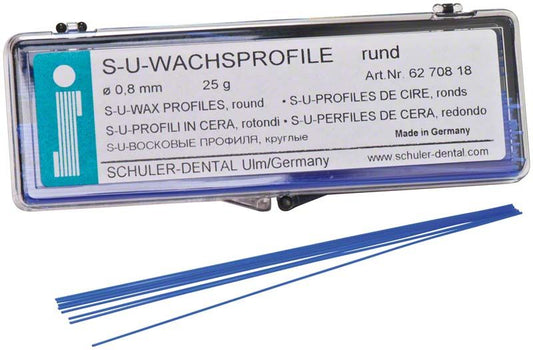 S-U-WACHSPROFILE rund
ø 0,8 mm 25 g Art.Nr. 62 708 18
S-U-WAX PROFILES, round • S-U-PROFILES DE CIRE, ronds
S-U-PROFILI IN CERA, rotondi • S-U-PERFILES DE CERA, redondo
S-U-ВОСКОВЫЕ ПРОФИЛЯ, круглые Made in Germany
SCHULER-DENTAL Ulm/Germany www.schuler-dental.com